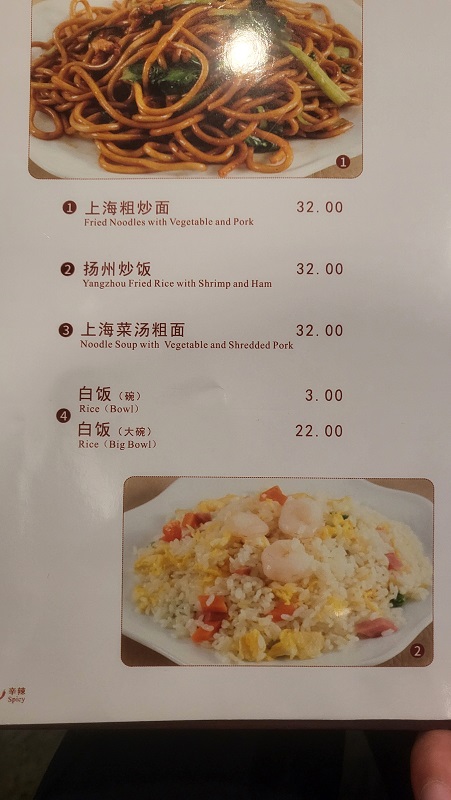 1
1 上海粗炒面 32.00
Fried Noodles with Vegetable and Pork
2 扬州炒饭 32.00
Yangzhou Fried Rice with Shrimp and Ham
3 上海菜汤粗面 32.00
Noodle Soup with Vegetable and Shredded Pork
4
白饭（碗） 3.00
Rice（Bowl）
白饭（大碗） 22.00
Rice（Big Bowl）
2
辛辣
Spicy